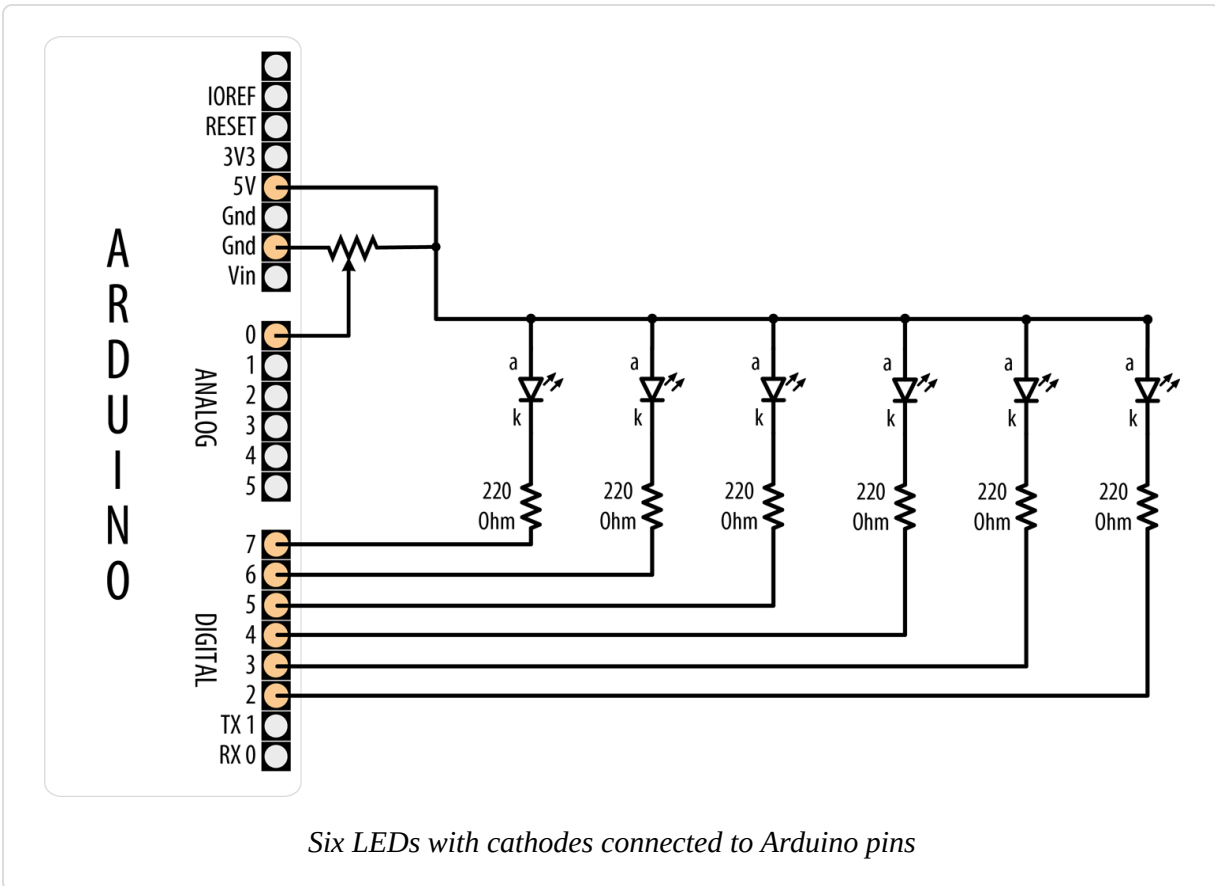 ARDUINO
IOREF
RESET
3V3
5V
Gnd
Gnd
Vin
ANALOG
0
1
2
3
4
5
DIGITAL
7
6
5
4
3
2
TX 1
RX 0
a
k
220
Ohm
a
k
220
Ohm
a
k
220
Ohm
a
k
220
Ohm
a
k
220
Ohm
a
k
220
Ohm
Six LEDs with cathodes connected to Arduino pins